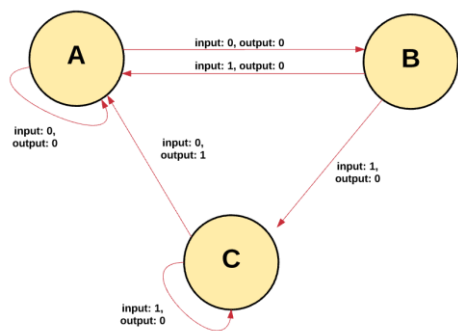 A
input: 0, output: 0
B
input: 1, output: 0
input: 0,
output: 0
input: 0,
output: 1
input: 1,
output: 0
C
input: 1,
output: 0